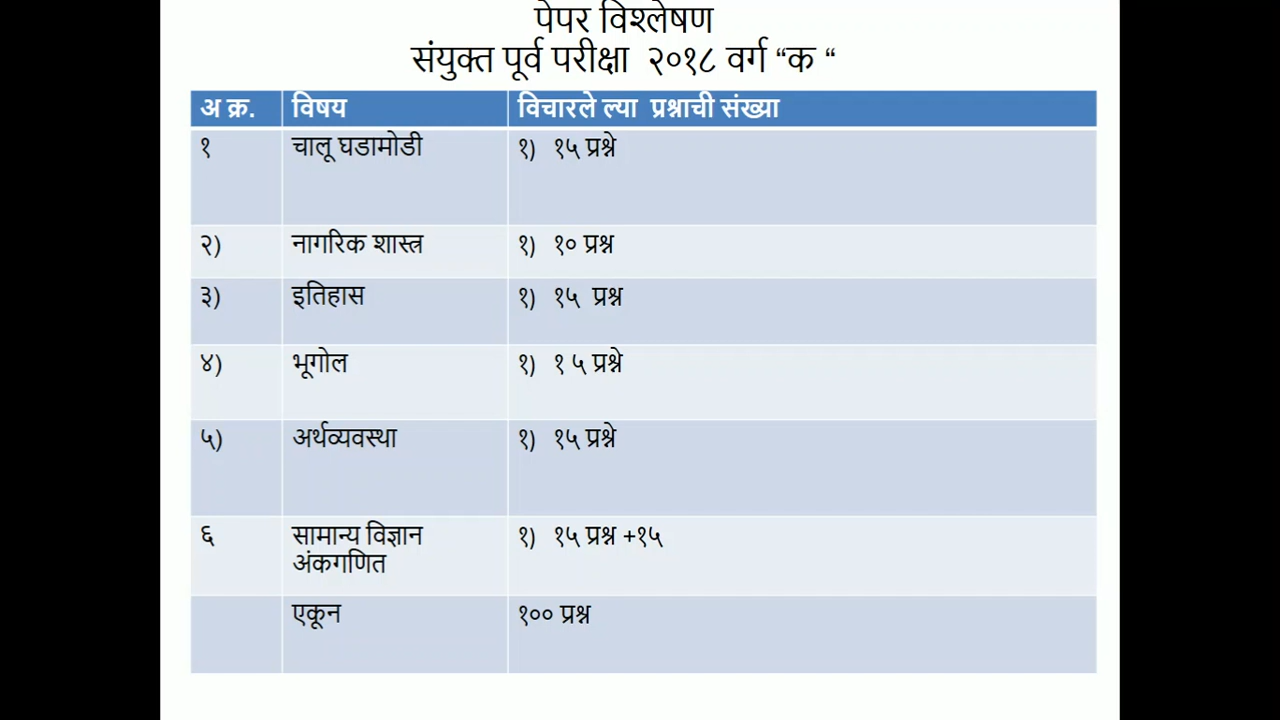 पेपर विश्लेषण
संयुक्त पूर्व परीक्षा २०१८ वर्ग “क “
अ क्र. विषय विचारले ल्या प्रश्नाची संख्या
१ चालू घडामोडी १) १५ प्रश्ने
२) नागरिक शास्त्र १) १० प्रश्न
३) इतिहास १) १५ प्रश्न
४) भूगोल १) १ ५ प्रश्ने
५) अर्थव्यवस्था १) १५ प्रश्ने
६ सामान्य विज्ञान १) १५ प्रश्न +१५
अंकगणित
एकून १०० प्रश्न